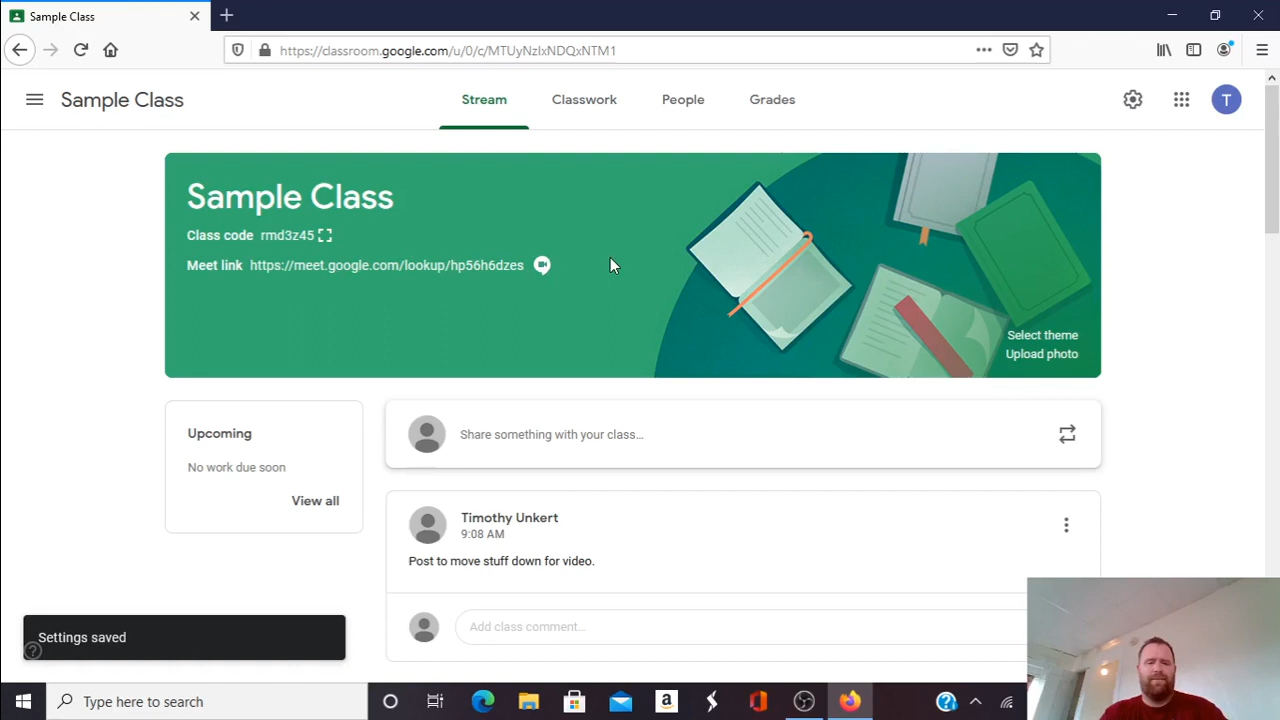 Sample Class
https://classroom.google.com/u/0/c/MTUyNzIxNDQxNTM1
Sample Class
Stream
Classwork
People
Grades
T
Sample Class
Class code rmd3z45
Meet link https://meet.google.com/lookup/hp56h6dzes
Select theme
Upload photo
Upcoming
No work due soon
View all
Share something with your class...
Timothy Unkert
9:08 AM
Post to move stuff down for video.
Add class comment...
Settings saved
Type here to search